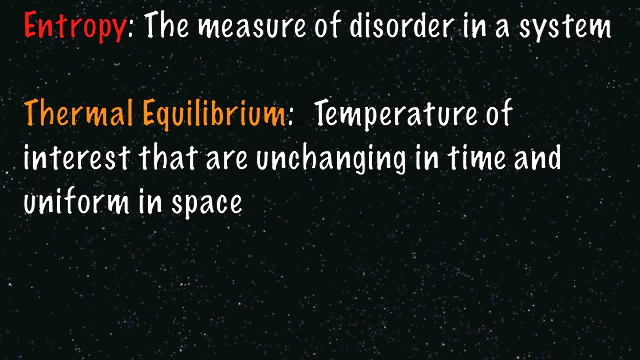 Entropy: The measure of disorder in a system
Thermal Equilibrium: Temperature of
interest that are unchanging in time and
uniform in space